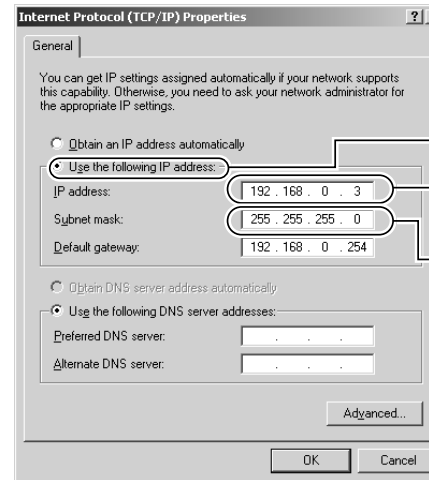 Internet Protocol (TCP/IP) Properties
?
General
You can get IP settings assigned automatically if your network supports
this capability. Otherwise, you need to ask your network administrator for
the appropriate IP settings.
Obtain an IP address automatically
Use the following IP address:
IP address: 192 . 168 . 0 . 3
Subnet mask: 255 . 255 . 255 . 0
Default gateway: 192 . 168 . 0 . 254
Obtain DNS server address automatically
Use the following DNS server addresses:
Preferred DNS server: . . .
Alternate DNS server: . . .
Advanced...
OK Cancel